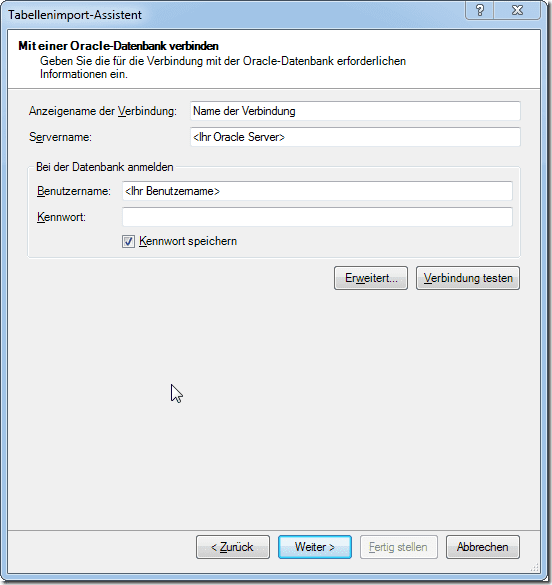 Tabellenimport-Assistent
Mit einer Oracle-Datenbank verbinden
Geben Sie die für die Verbindung mit der Oracle-Datenbank erforderlichen
Informationen ein.
Anzeigename der Verbindung: Name der Verbindung
Servername: <Ihr Oracle Server>
Bei der Datenbank anmelden
Benutzername: <Ihr Benutzername>
Kennwort:
Kennwort speichern
Erweitert... Verbindung testen
< Zurück Weiter > Fertig stellen Abbrechen